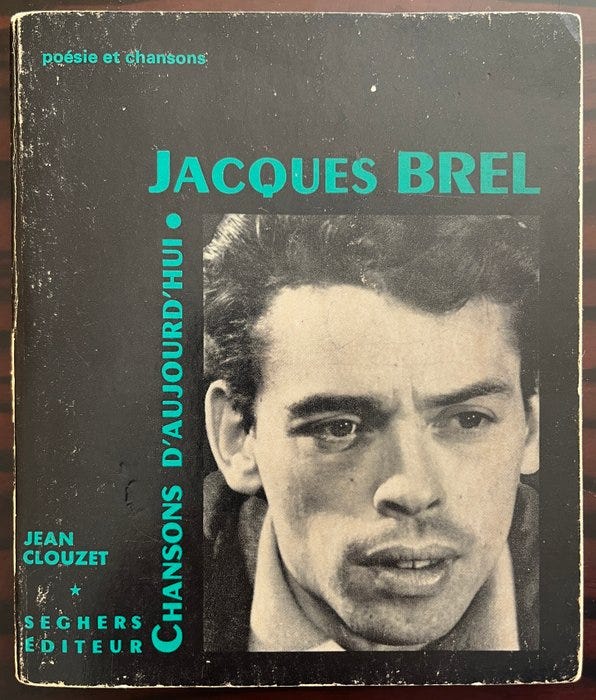 poésie et chansons
JACQUES BREL
CHANSONS D'AUJOURD'HUI •
JEAN
CLOUZET
★
SEGHERS
ÉDITEUR